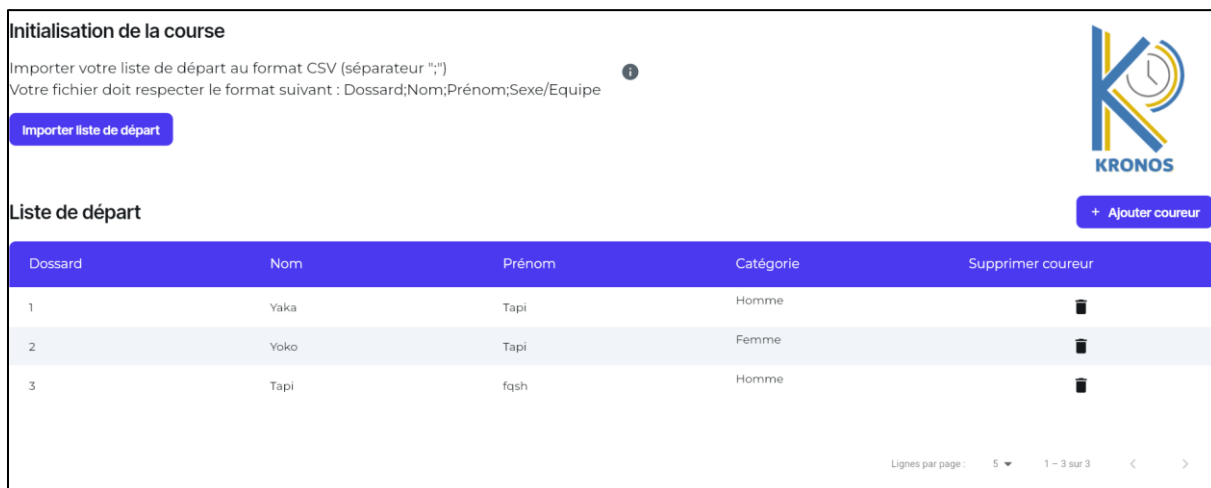 Initialisation de la course
Importer votre liste de départ au format CSV (séparateur ";")
Votre fichier doit respecter le format suivant : Dossard;Nom;Prénom;Sexe/Equipe
Importer liste de départ
KRONOS
Liste de départ
+ Ajouter coureur
Dossard Nom Prénom Catégorie Supprimer coureur
1 Yaka Tapi Homme
2 Yoko Tapi Femme
3 Tapi fqsh Homme
Lignes par page : 5 1 – 3 sur 3